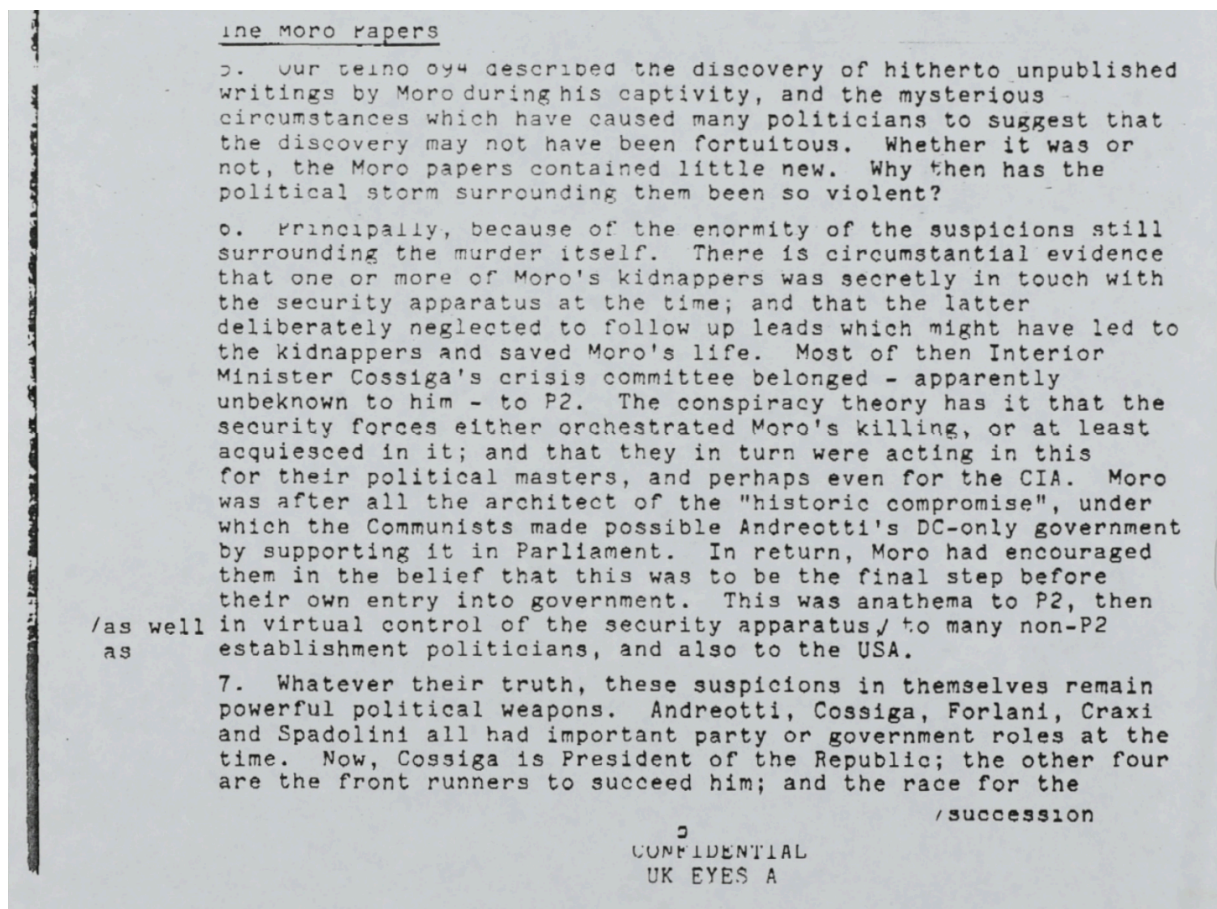 The Moro Papers
5. Our telno 894 described the discovery of hitherto unpublished
writings by Moro during his captivity, and the mysterious
circumstances which have caused many politicians to suggest that
the discovery may not have been fortuitous. Whether it was or
not, the Moro papers contained little new. Why then has the
political storm surrounding them been so violent?
6. Principally, because of the enormity of the suspicions still
surrounding the murder itself. There is circumstantial evidence
that one or more of Moro's kidnappers was secretly in touch with
the security apparatus at the time; and that the latter
deliberately neglected to follow up leads which might have led to
the kidnappers and saved Moro's life. Most of then Interior
Minister Cossiga's crisis committee belonged - apparently
unbeknown to him - to P2. The conspiracy theory has it that the
security forces either orchestrated Moro's killing, or at least
acquiesced in it; and that they in turn were acting in this
for their political masters, and perhaps even for the CIA. Moro
was after all the architect of the "historic compromise", under
which the Communists made possible Andreotti's DC-only government
by supporting it in Parliament. In return, Moro had encouraged
them in the belief that this was to be the final step before
their own entry into government. This was anathema to P2, then
/as well in virtual control of the security apparatus/ to many non-P2
as establishment politicians, and also to the USA.
7. Whatever their truth, these suspicions in themselves remain
powerful political weapons. Andreotti, Cossiga, Forlani, Craxi
and Spadolini all had important party or government roles at the
time. Now, Cossiga is President of the Republic; the other four
are the front runners to succeed him; and the race for the
/succession
CONFIDENTIAL
UK EYES A